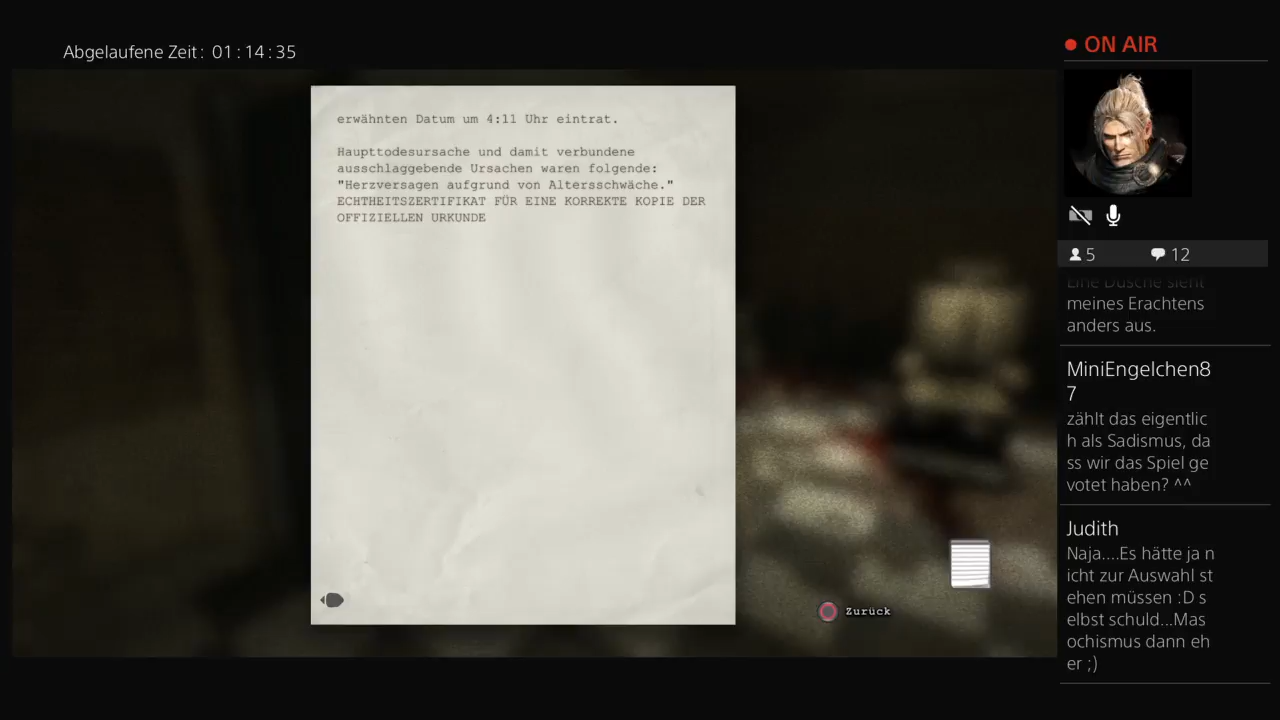 Abgelaufene Zeit: 01:14:35
ON AIR
erwähnten Datum um 4:11 Uhr eintrat.
Haupttodesursache und damit verbundene
ausschlaggebende Ursachen waren folgende:
"Herzversagen aufgrund von Altersschwäche."
ECHTHEITSZERTIFIKAT FÜR EINE KORREKTE KOPIE DER
OFFIZIELLEN URKUNDE
Zurück
5
12
Eine Dusche sieht
meines Erachtens
anders aus.
MiniEngelchen8
7
zählt das eigentlic
h als Sadismus, da
ss wir das Spiel ge
votet haben? ^^
Judith
Naja....Es hätte ja n
icht zur Auswahl st
ehen müssen :D s
elbst schuld...Mas
ochismus dann eh
er ;)